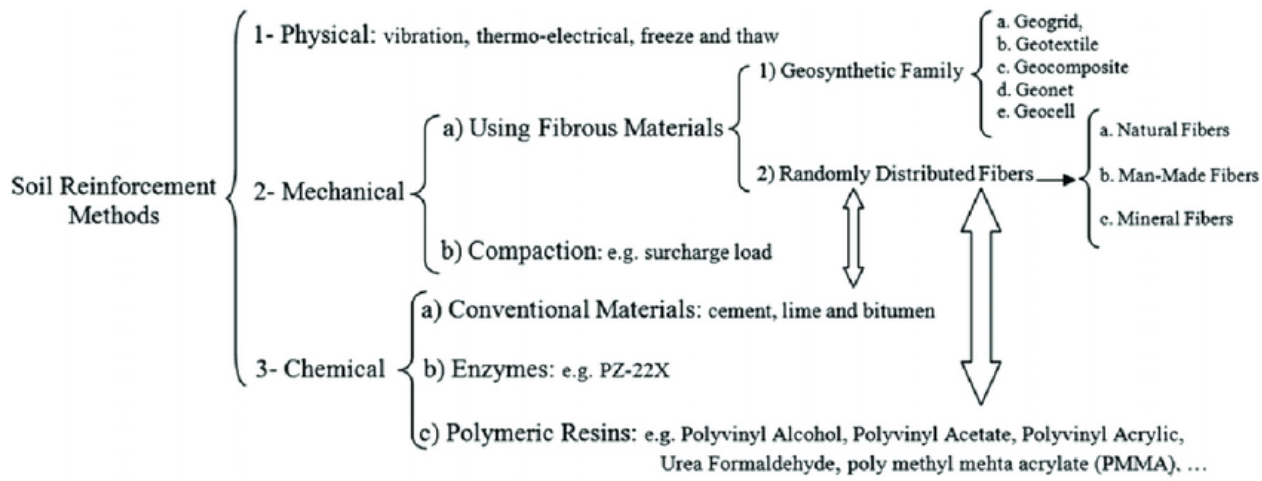 Soil Reinforcement
Methods
1- Physical: vibration, thermo-electrical, freeze and thaw
2- Mechanical
a) Using Fibrous Materials
1) Geosynthetic Family
a. Geogrid,
b. Geotextile
c. Geocomposite
d. Geonet
e. Geocell
2) Randomly Distributed Fibers
a. Natural Fibers
b. Man-Made Fibers
c. Mineral Fibers
b) Compaction: e.g. surcharge load
3- Chemical
a) Conventional Materials: cement, lime and bitumen
b) Enzymes: e.g. PZ-22X
c) Polymeric Resins: e.g. Polyvinyl Alcohol, Polyvinyl Acetate, Polyvinyl Acrylic,
Urea Formaldehyde, poly methyl mehta acrylate (PMMA), ...